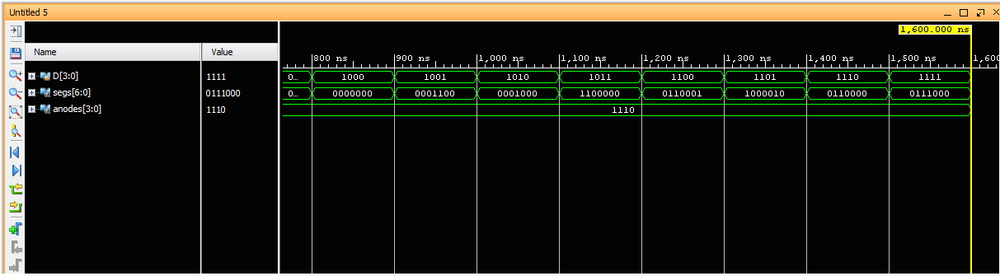 Untitled 5
1,600.000 ns
Name Value
800 ns 900 ns 1,000 ns 1,100 ns 1,200 ns 1,300 ns 1,400 ns 1,500 ns 1,600
D[3:0] 1111 0... 1000 1001 1010 1011 1100 1101 1110 1111
segs[6:0] 0111000 0... 0000000 0001100 0001000 1100000 0110001 1000010 0110000 0111000
anodes[3:0] 1110 1110